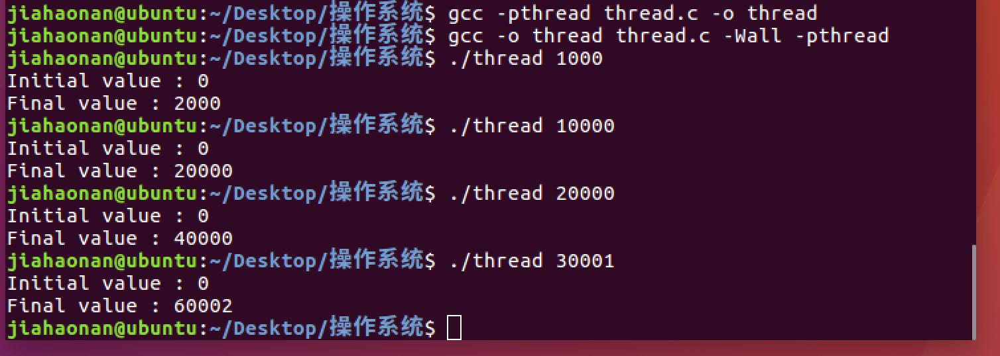 jiahaonan@ubuntu:~/Desktop/操作系统$ gcc -pthread thread.c -o thread
jiahaonan@ubuntu:~/Desktop/操作系统$ gcc -o thread thread.c -Wall -pthread
jiahaonan@ubuntu:~/Desktop/操作系统$ ./thread 1000
Initial value : 0
Final value : 2000
jiahaonan@ubuntu:~/Desktop/操作系统$ ./thread 10000
Initial value : 0
Final value : 20000
jiahaonan@ubuntu:~/Desktop/操作系统$ ./thread 20000
Initial value : 0
Final value : 40000
jiahaonan@ubuntu:~/Desktop/操作系统$ ./thread 30001
Initial value : 0
Final value : 60002
jiahaonan@ubuntu:~/Desktop/操作系统$